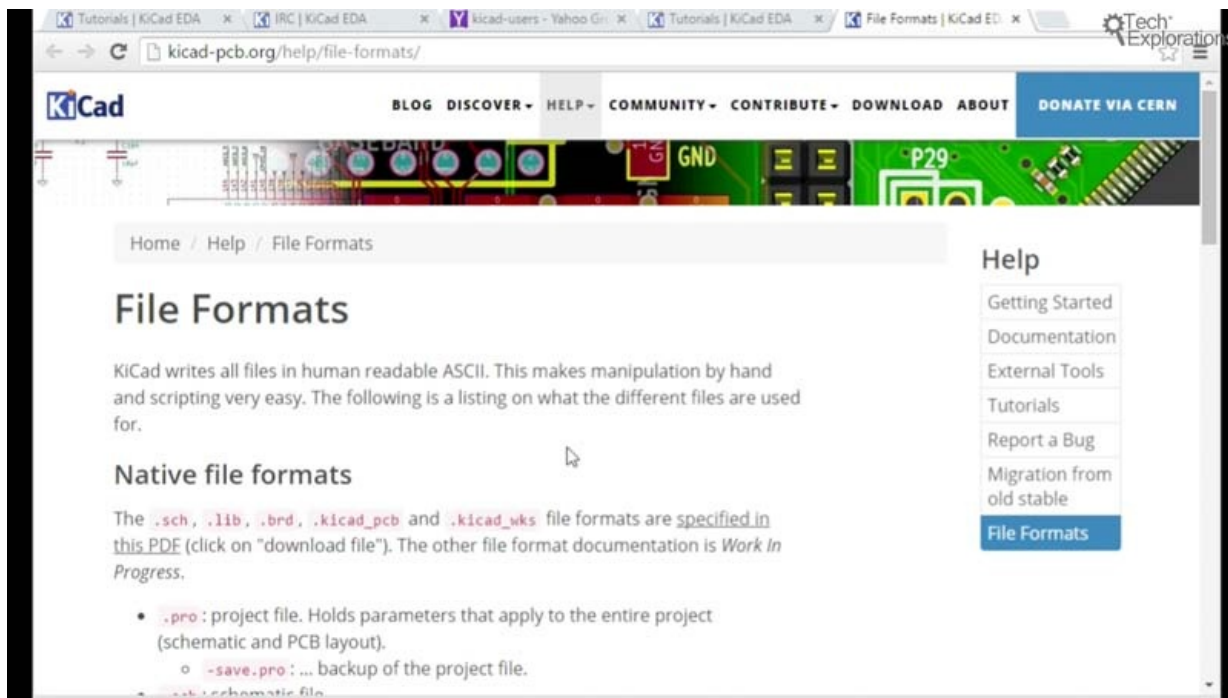 Tutorials | KiCad EDA
IRC | KiCad EDA
kicad-users - Yahoo Gr
Tutorials | KiCad EDA
File Formats | KiCad ED
Tech
Explorations
kicad-pcb.org/help/file-formats/
KiCad
BLOG DISCOVER HELP COMMUNITY CONTRIBUTE DOWNLOAD ABOUT DONATE VIA CERN
BASEBAND
GND
GND
P29
Home / Help / File Formats
File Formats
KiCad writes all files in human readable ASCII. This makes manipulation by hand
and scripting very easy. The following is a listing on what the different files are used
for.
Native file formats
The .sch, .lib, .brd, .kicad_pcb and .kicad_wks file formats are specified in
this PDF (click on "download file"). The other file format documentation is Work In
Progress.
.pro : project file. Holds parameters that apply to the entire project
(schematic and PCB layout).
-save.pro : ... backup of the project file.
Help
Getting Started
Documentation
External Tools
Tutorials
Report a Bug
Migration from
old stable
File Formats